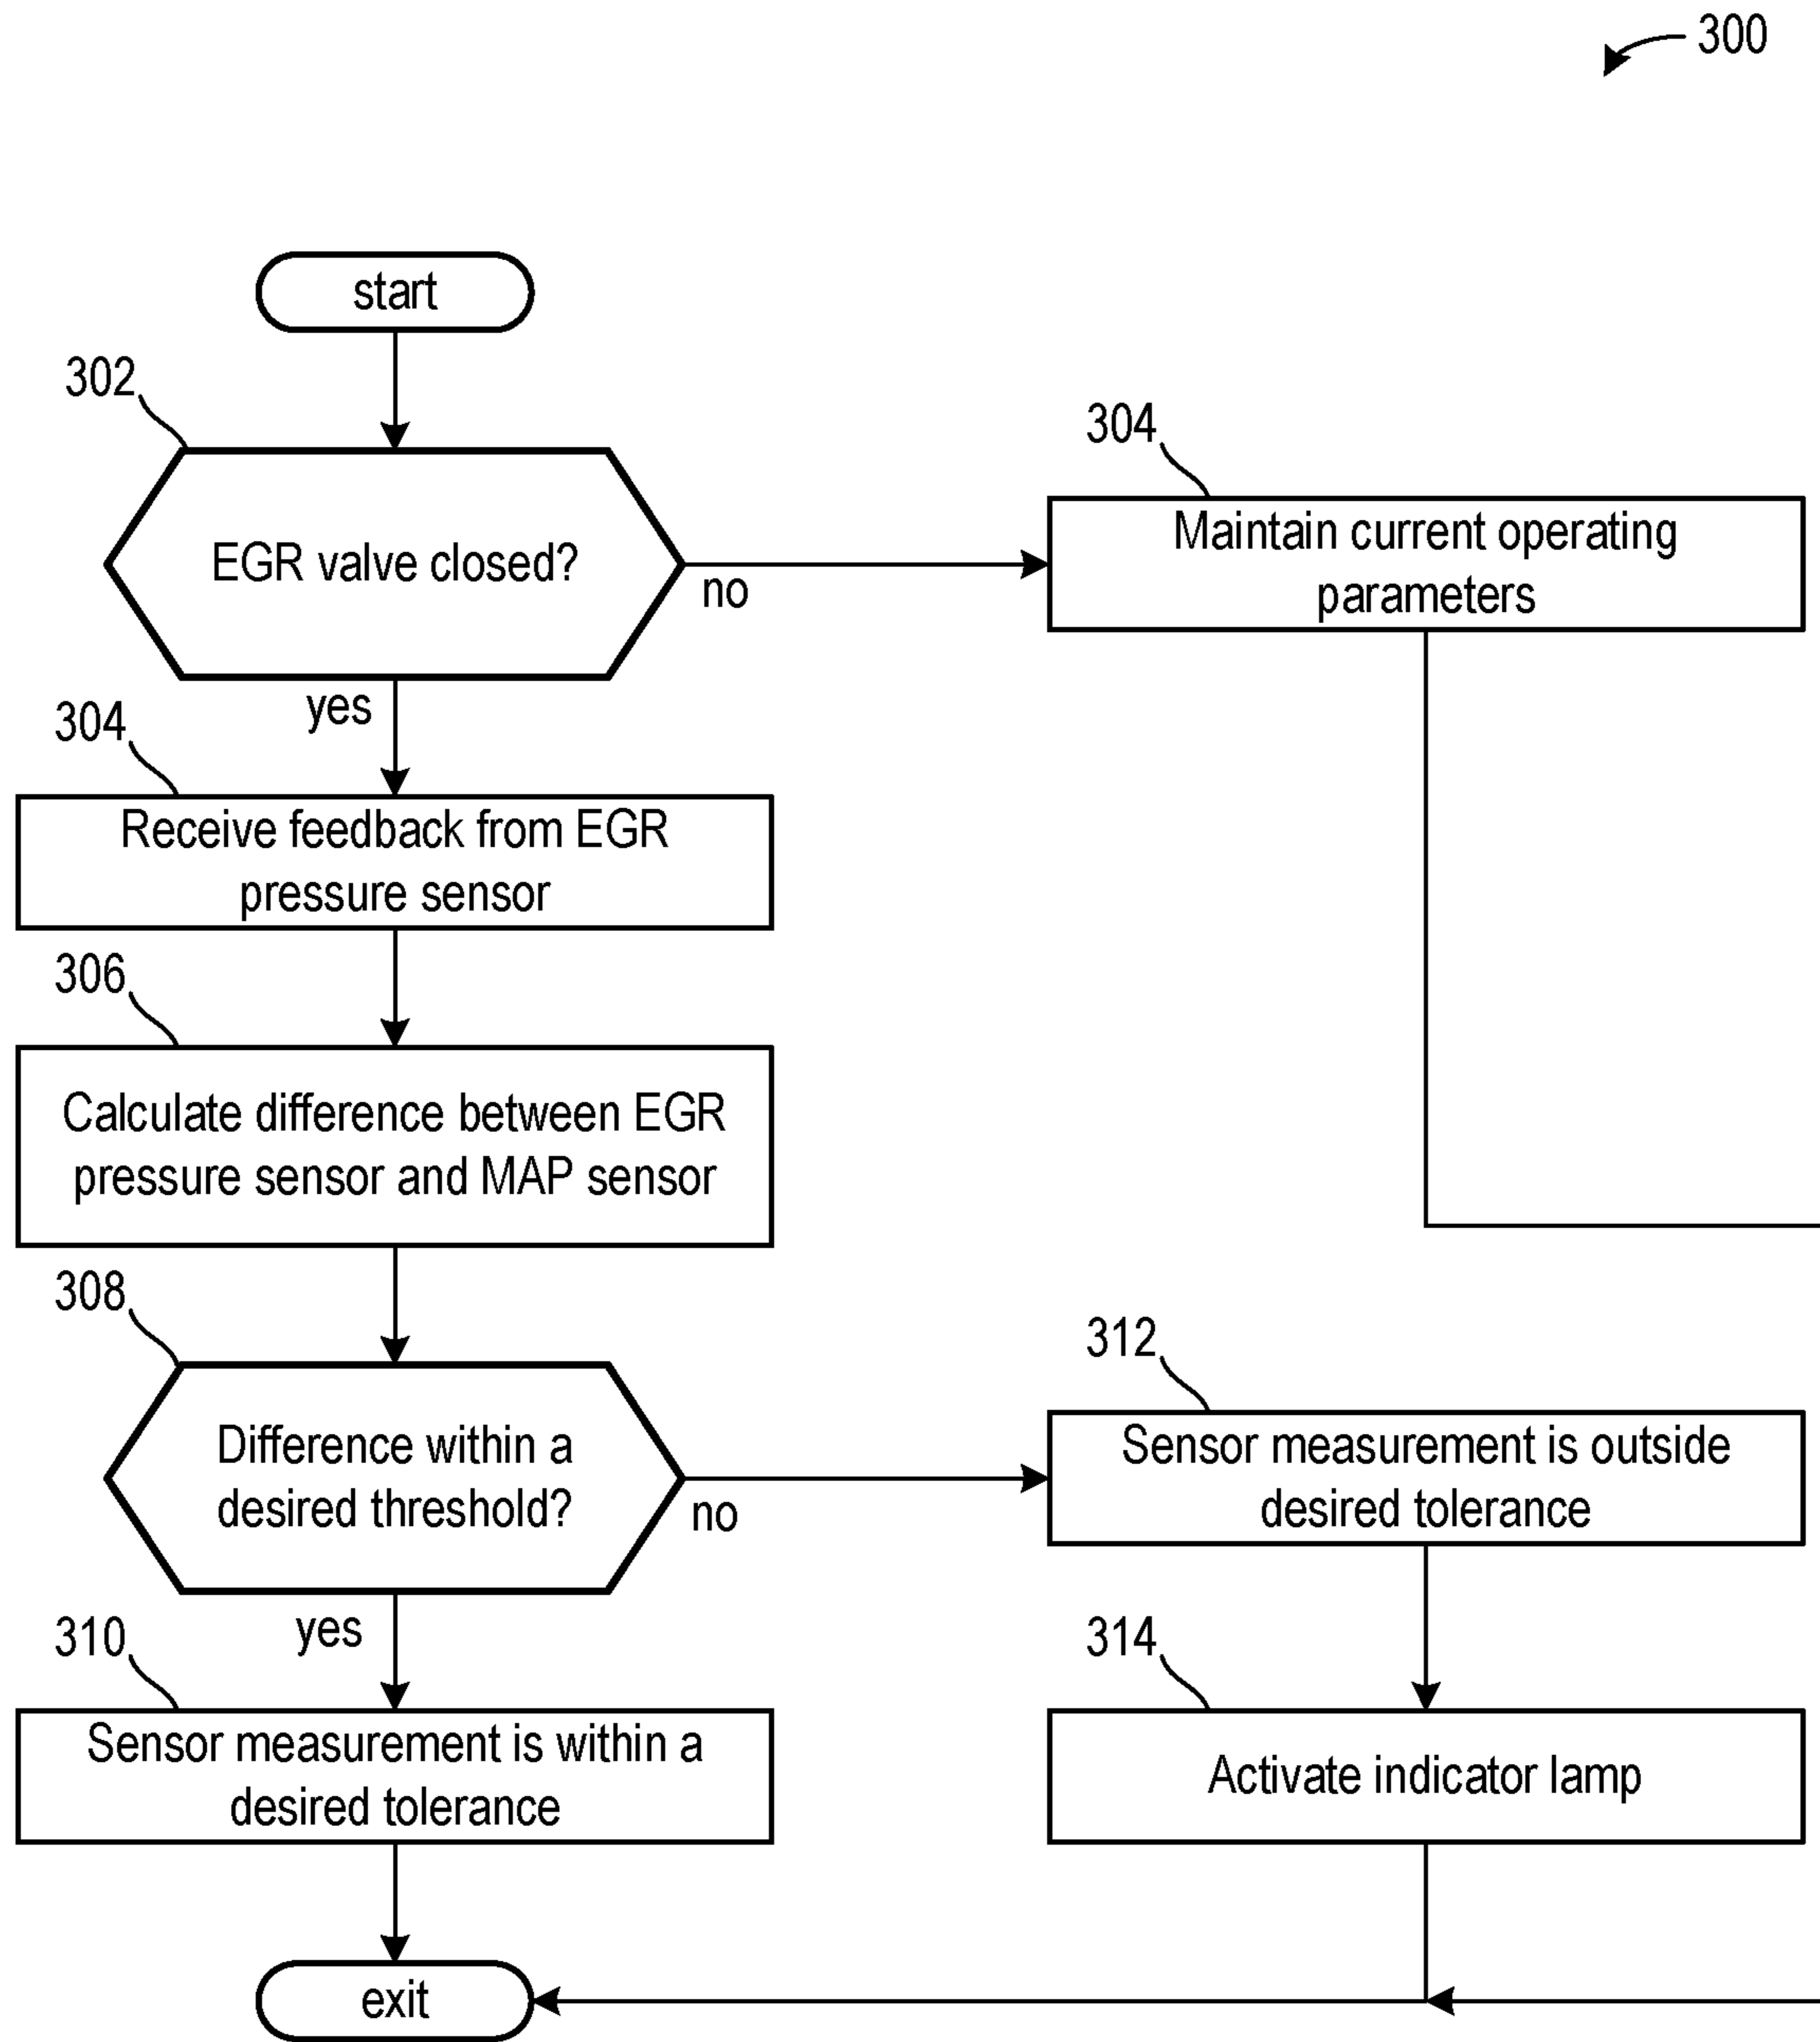 300
start
302
EGR valve closed?
no
yes
304
Maintain current operating
parameters
304
Receive feedback from EGR
pressure sensor
306
Calculate difference between EGR
pressure sensor and MAP sensor
308
Difference within a
desired threshold?
no
yes
312
Sensor measurement is outside
desired tolerance
310
Sensor measurement is within a
desired tolerance
314
Activate indicator lamp
exit